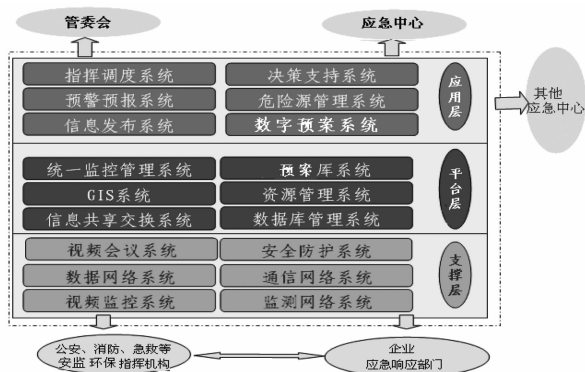 管委会
应急中心
指挥调度系统
决策支持系统
预警预报系统
危险源管理系统
信息发布系统
数字预案系统
应用层
其他
应急中心
统一监控管理系统
预案库系统
GIS系统
资源管理系统
信息共享交换系统
数据库管理系统
平台层
视频会议系统
安全防护系统
数据网络系统
通信网络系统
视频监控系统
监测网络系统
支撑层
公安、消防、急救等
安监 环保 指挥机构
企业
应急响应部门